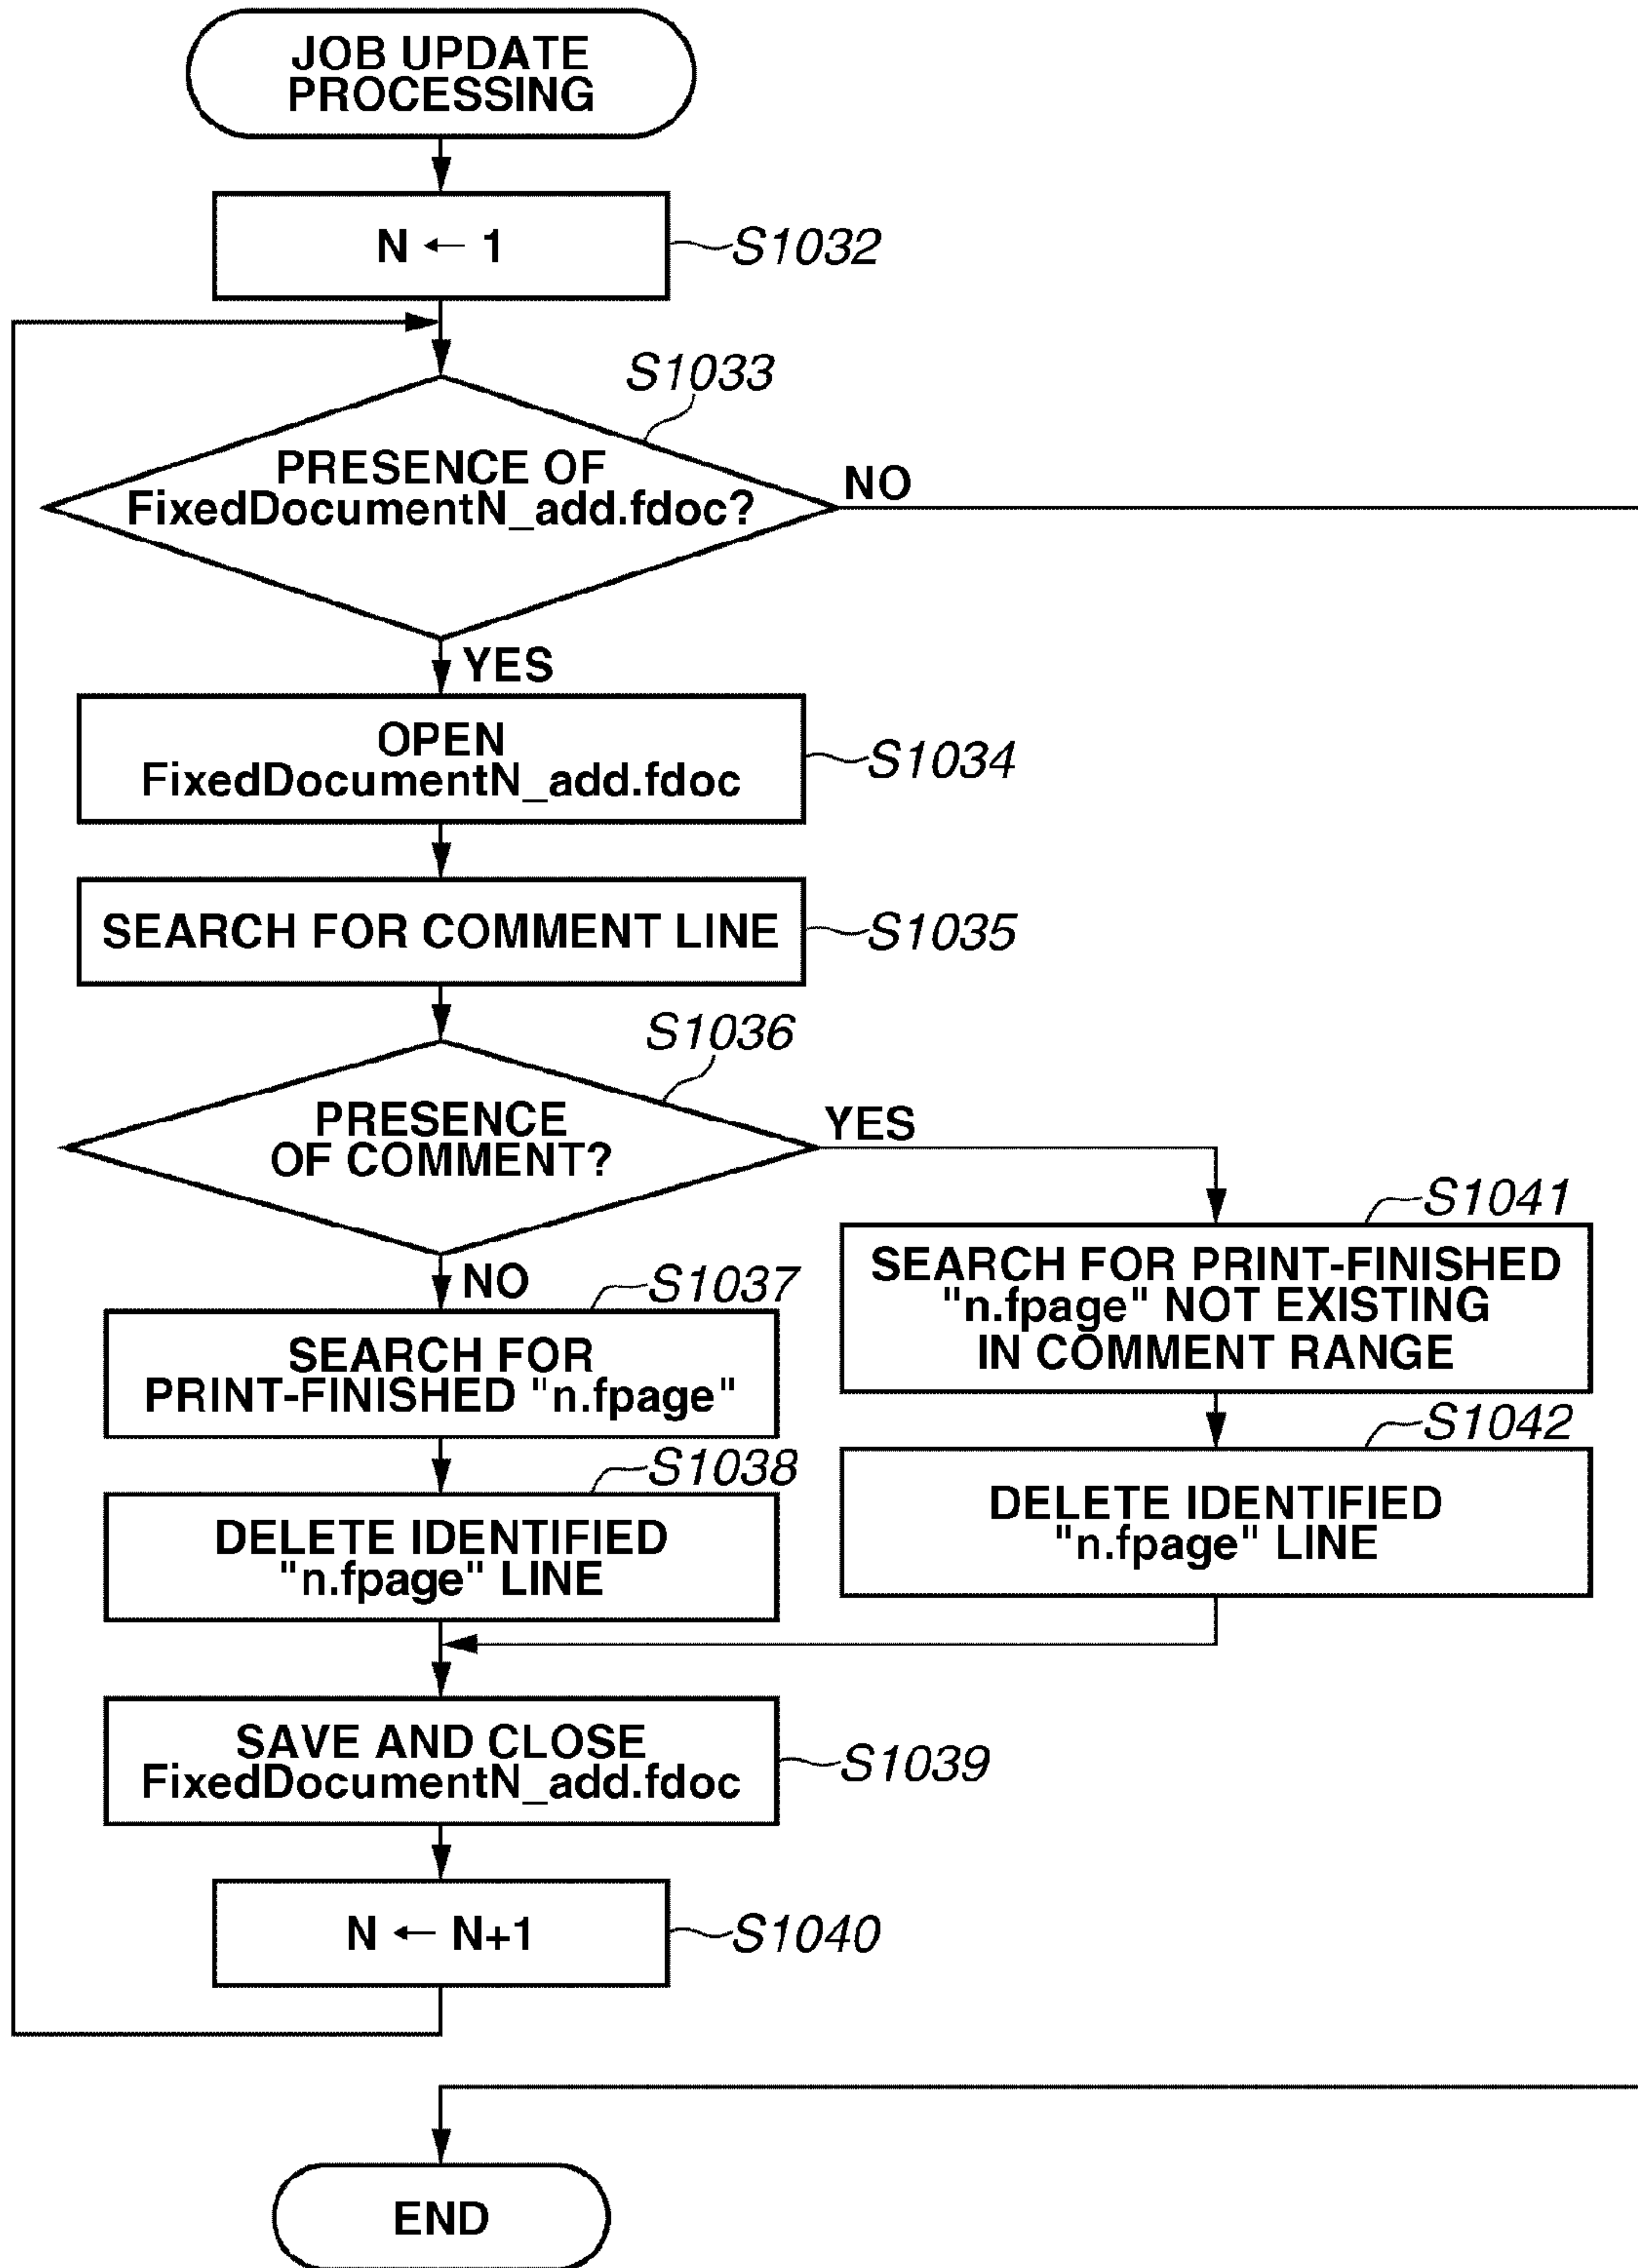 JOB UPDATE
PROCESSING
N ← 1
S1032
S1033
PRESENCE OF
FixedDocumentN_add.fdoc?
NO
YES
OPEN
FixedDocumentN_add.fdoc
S1034
SEARCH FOR COMMENT LINE
S1035
S1036
PRESENCE
OF COMMENT?
YES
NO
S1037
SEARCH FOR
PRINT-FINISHED "n.fpage"
S1038
DELETE IDENTIFIED
"n.fpage" LINE
S1041
SEARCH FOR PRINT-FINISHED
"n.fpage" NOT EXISTING
IN COMMENT RANGE
S1042
DELETE IDENTIFIED
"n.fpage" LINE
SAVE AND CLOSE
FixedDocumentN_add.fdoc
S1039
N ← N+1
S1040
END